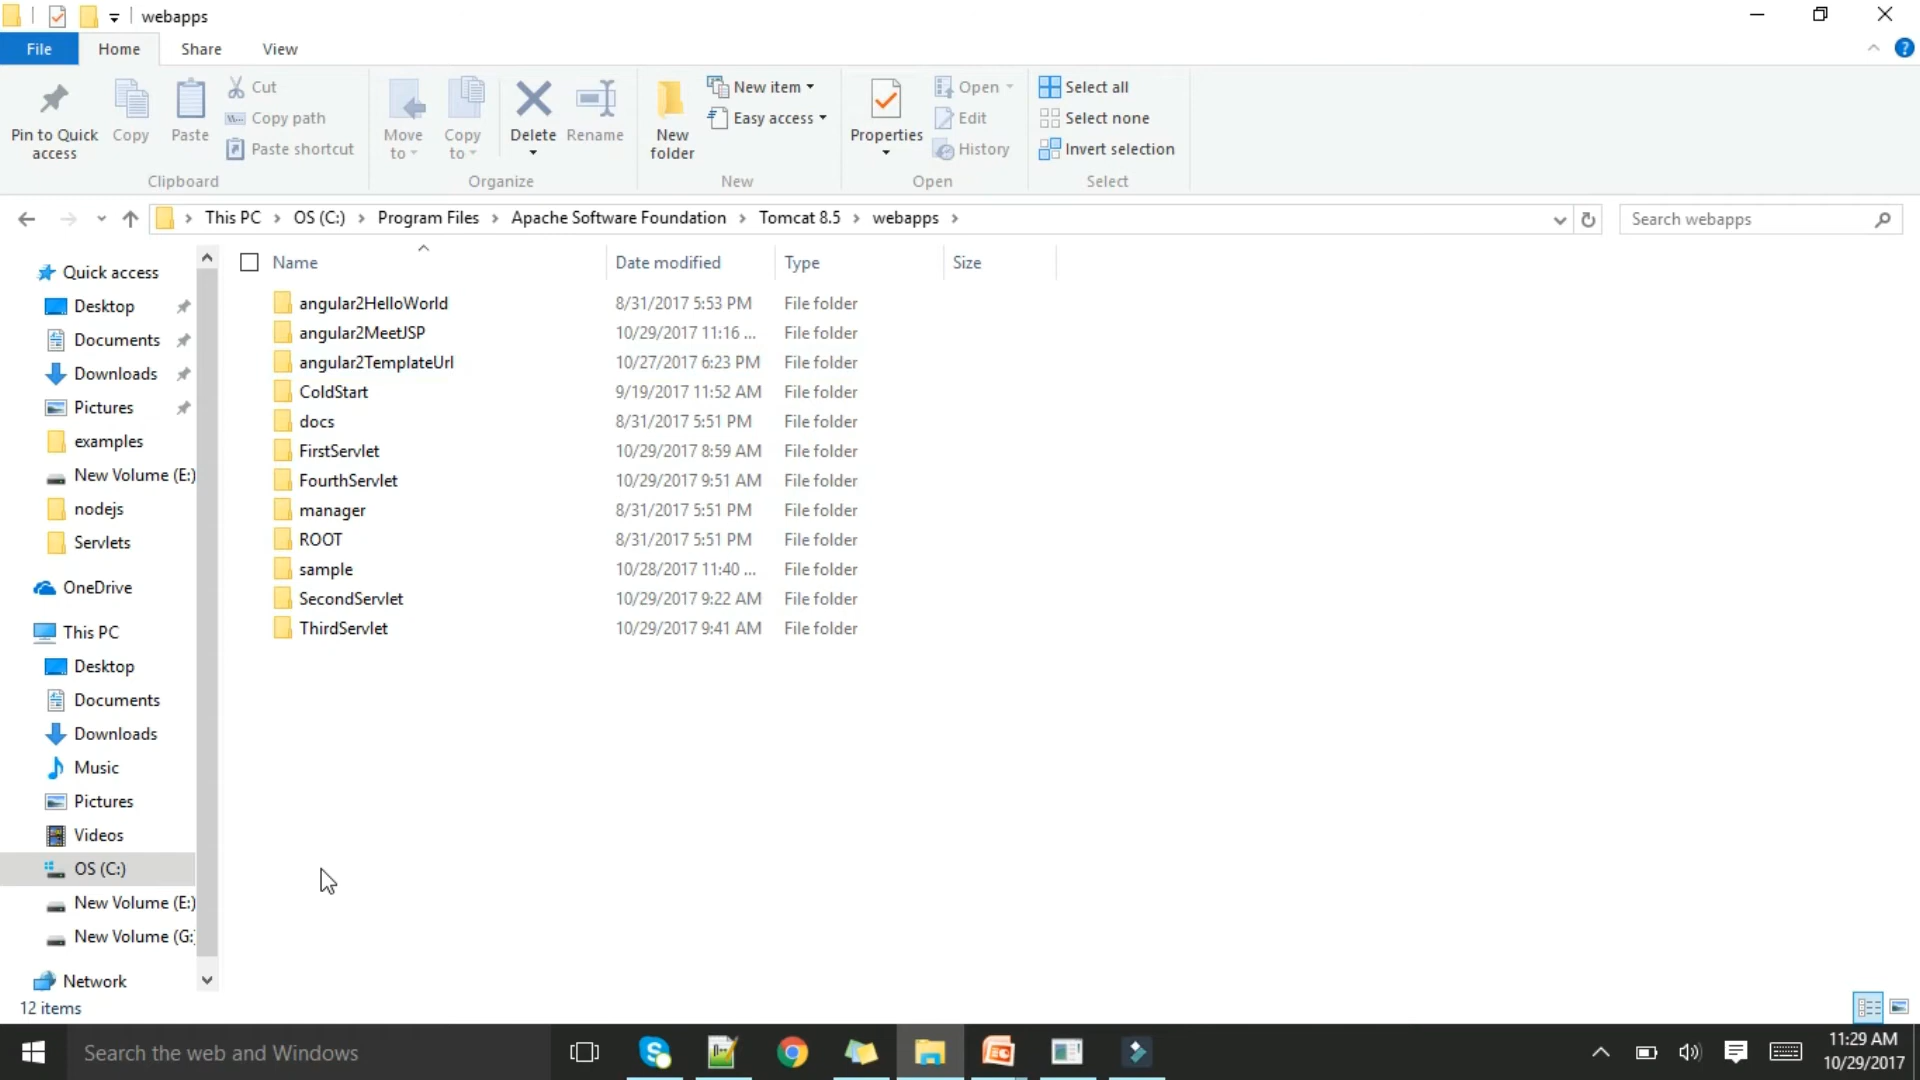 webapps
File Home Share View
Pin to Quick access
Copy
Paste
Cut
Copy path
Paste shortcut
Clipboard
Move to
Copy to
Delete
Rename
Organize
New folder
New item
Easy access
New
Properties
Open
Edit
History
Open
Select all
Select none
Invert selection
Select
This PC > OS (C:) > Program Files > Apache Software Foundation > Tomcat 8.5 > webapps >
Search webapps
Quick access
Desktop
Documents
Downloads
Pictures
examples
New Volume (E:)
nodejs
Servlets
OneDrive
This PC
Desktop
Documents
Downloads
Music
Pictures
Videos
OS (C:)
New Volume (E:)
New Volume (G:
Network
Name Date modified Type Size
angular2HelloWorld 8/31/2017 5:53 PM File folder
angular2MeetJSP 10/29/2017 11:16 ... File folder
angular2TemplateUrl 10/27/2017 6:23 PM File folder
ColdStart 9/19/2017 11:52 AM File folder
docs 8/31/2017 5:51 PM File folder
FirstServlet 10/29/2017 8:59 AM File folder
FourthServlet 10/29/2017 9:51 AM File folder
manager 8/31/2017 5:51 PM File folder
ROOT 8/31/2017 5:51 PM File folder
sample 10/28/2017 11:40 ... File folder
SecondServlet 10/29/2017 9:22 AM File folder
ThirdServlet 10/29/2017 9:41 AM File folder
12 items
Search the web and Windows
11:29 AM
10/29/2017